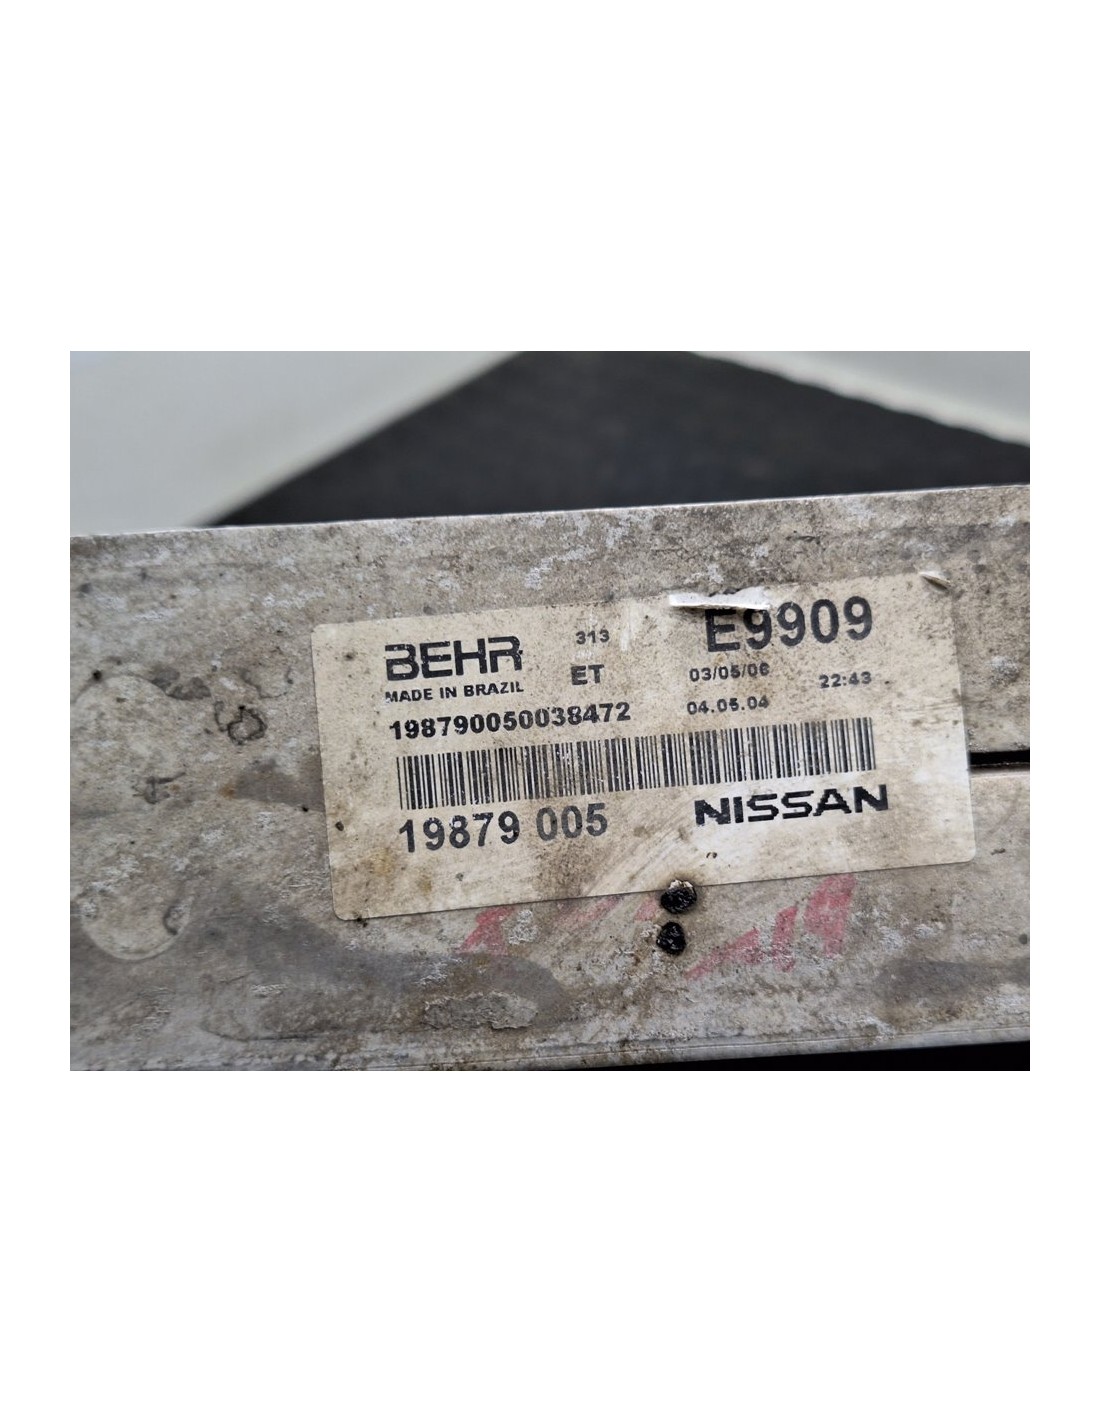 BEHR 313 E9909
MADE IN BRAZIL ET 03/05/06 22:43
198790050038472 04.05.04
19879 005 NISSAN